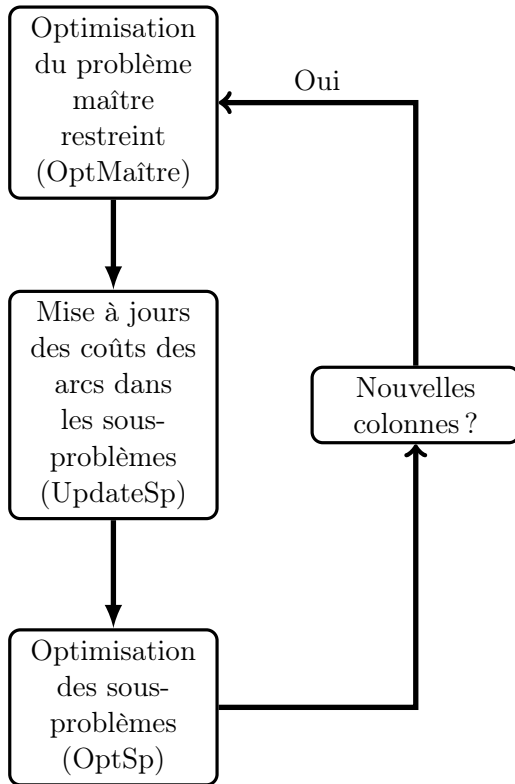 Optimisation
du problème
maître
restreint
(OptMaître)
Oui
Mise à jours
des coûts des
arcs dans
les sous-
problèmes
(UpdateSp)
Nouvelles
colonnes ?
Optimisation
des sous-
problèmes
(OptSp)